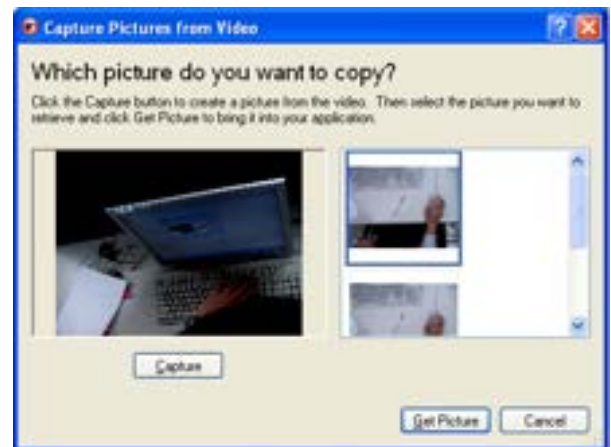 Capture Pictures from Video
Which picture do you want to copy?
Click the Capture button to create a picture from the video. Then select the picture you want to
retrieve and click Get Picture to bring it into your application.
Capture
Get Picture
Cancel